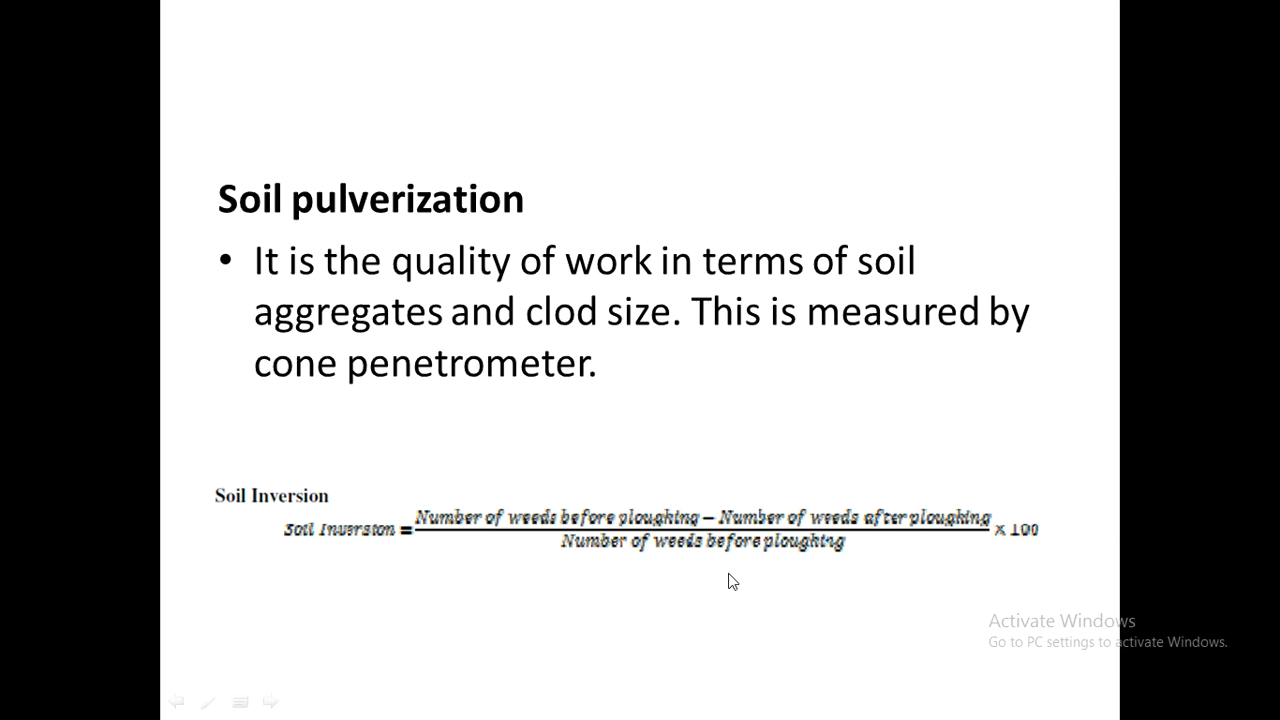 Soil pulverization
• It is the quality of work in terms of soil
aggregates and clod size. This is measured by
cone penetrometer.
Soil Inversion
Soil Inversion = (Number of weeds before ploughing − Number of weeds after ploughing) / (Number of weeds before ploughing) × 100
Activate Windows
Go to PC settings to activate Windows.